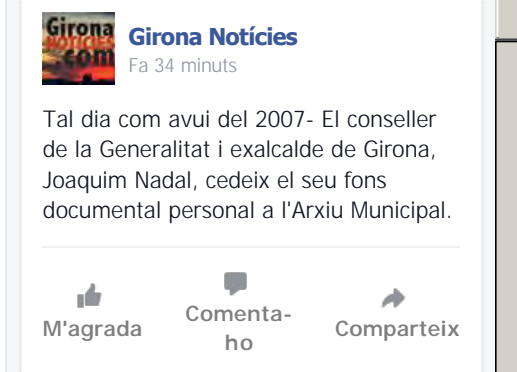 Girona
NOTÍCIES
.com
Girona Notícies
Fa 34 minuts
Tal dia com avui del 2007- El conseller
de la Generalitat i exalcalde de Girona,
Joaquim Nadal, cedeix el seu fons
documental personal a l'Arxiu Municipal.
M'agrada
Comenta-
ho
Comparteix